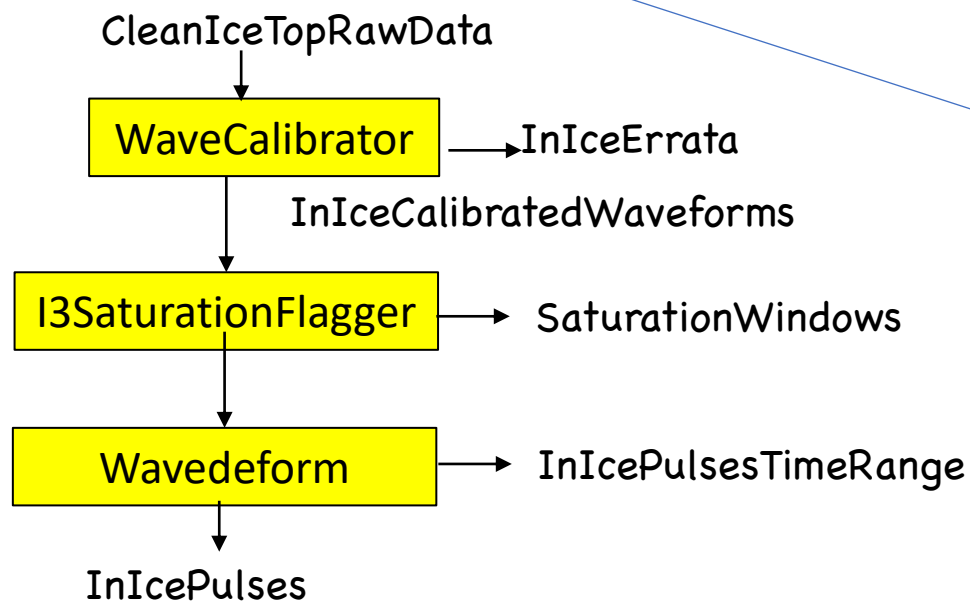 CleanIceTopRawData
WaveCalibrator
InIceErrata
InIceCalibratedWaveforms
I3SaturationFlagger
SaturationWindows
Wavedeform
InIcePulsesTimeRange
InIcePulses